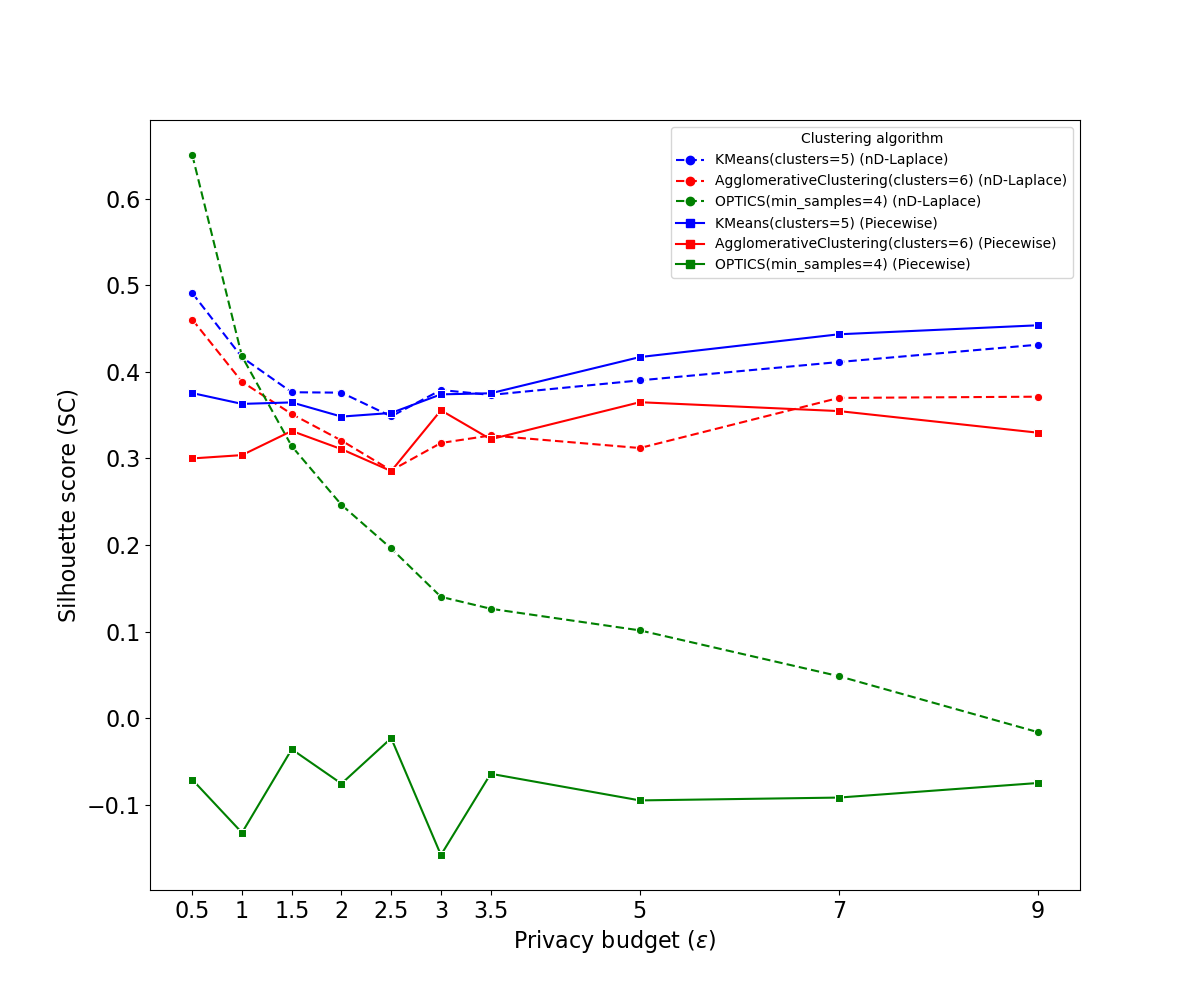 Clustering algorithm
KMeans(clusters=5) (nD-Laplace)
AgglomerativeClustering(clusters=6) (nD-Laplace)
OPTICS(min_samples=4) (nD-Laplace)
KMeans(clusters=5) (Piecewise)
AgglomerativeClustering(clusters=6) (Piecewise)
OPTICS(min_samples=4) (Piecewise)
Silhouette score (SC)
0.6
0.5
0.4
0.3
0.2
0.1
0.0
−0.1
0.5 1 1.5 2 2.5 3 3.5 5 7 9
Privacy budget (ε)